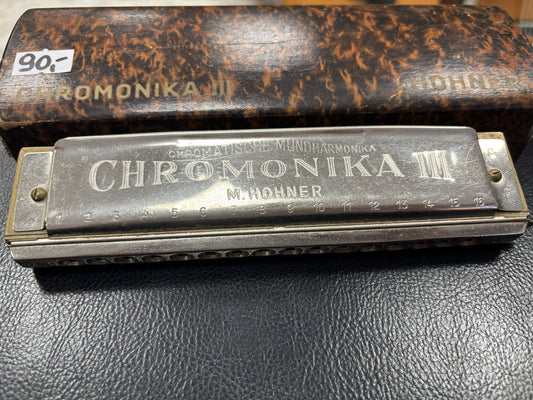 90,-
CHROMONIKA III HOHNER
CHROMATISCHE MUNDHARMONIKA
CHROMONIKA III
M. HOHNER
1 2 3 4 5 6 7 8 9 10 11 12 13 14 15 16